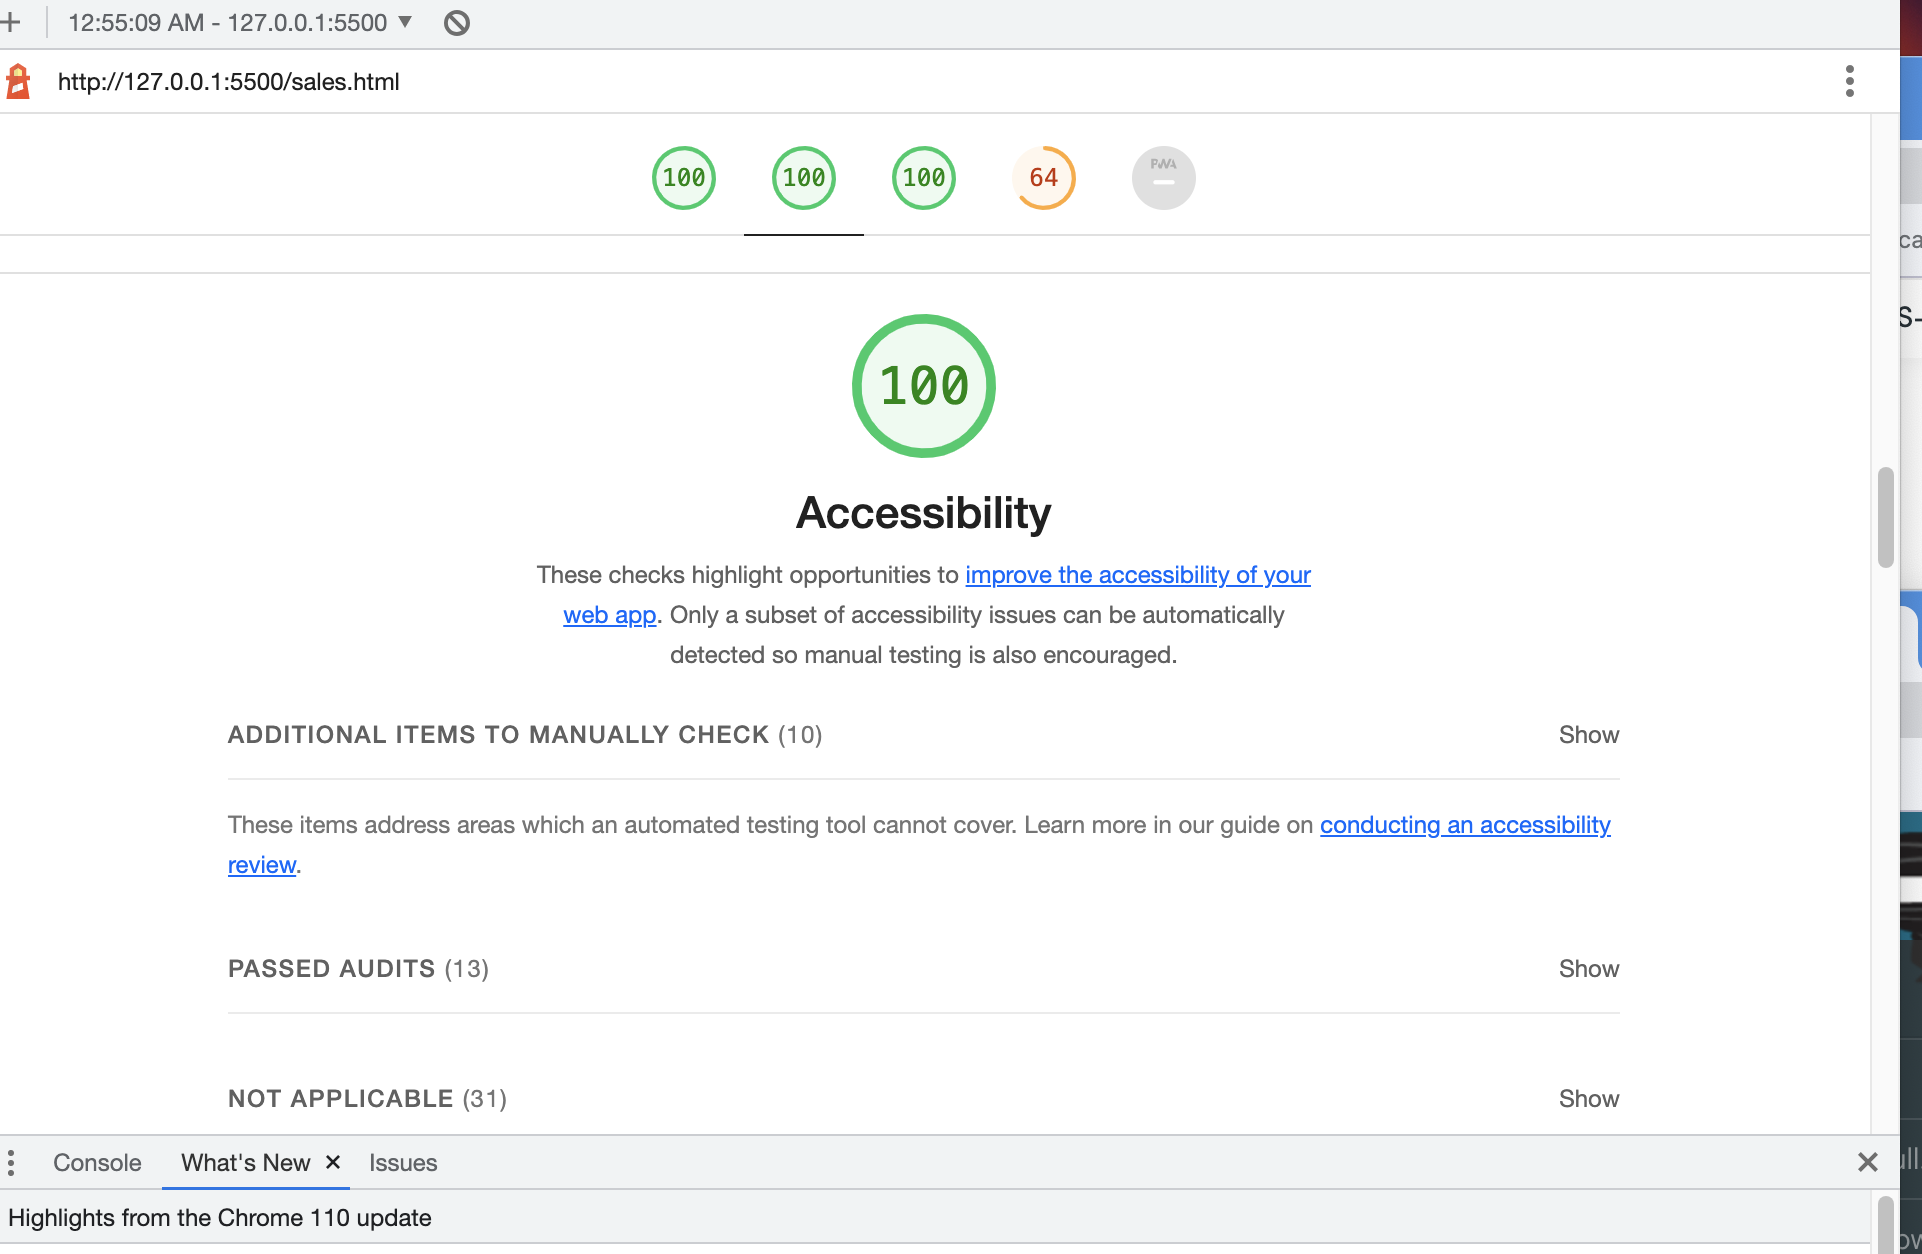 12:55:09 AM - 127.0.0.1:5500
http://127.0.0.1:5500/sales.html
100
100
100
64
PWA
100
Accessibility
These checks highlight opportunities to improve the accessibility of your
web app. Only a subset of accessibility issues can be automatically
detected so manual testing is also encouraged.
ADDITIONAL ITEMS TO MANUALLY CHECK (10) Show
These items address areas which an automated testing tool cannot cover. Learn more in our guide on conducting an accessibility
review.
PASSED AUDITS (13) Show
NOT APPLICABLE (31) Show
Console What's New Issues
Highlights from the Chrome 110 update